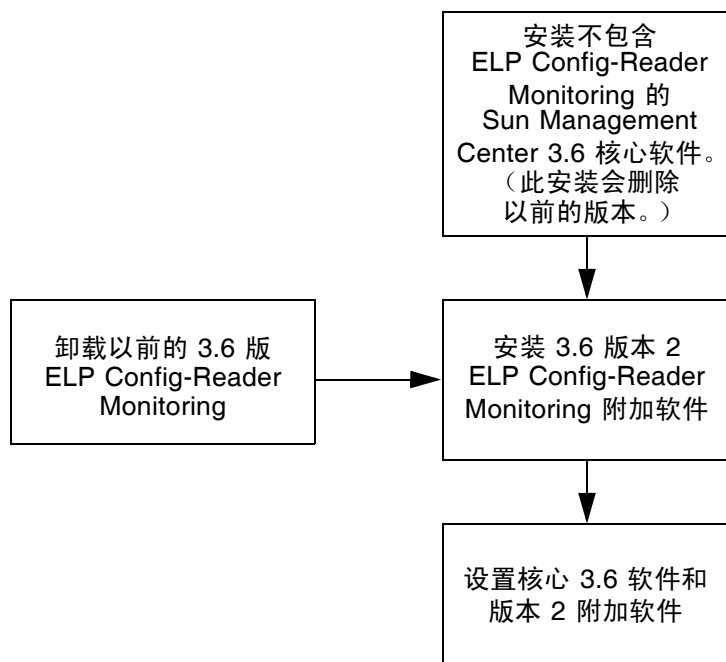 安装不包含
ELP Config-Reader
Monitoring 的
Sun Management
Center 3.6 核心软件。
（此安装会删除
以前的版本。）
卸载以前的 3.6 版
ELP Config-Reader
Monitoring
安装 3.6 版本 2
ELP Config-Reader
Monitoring 附加软件
设置核心 3.6 软件和
版本 2 附加软件